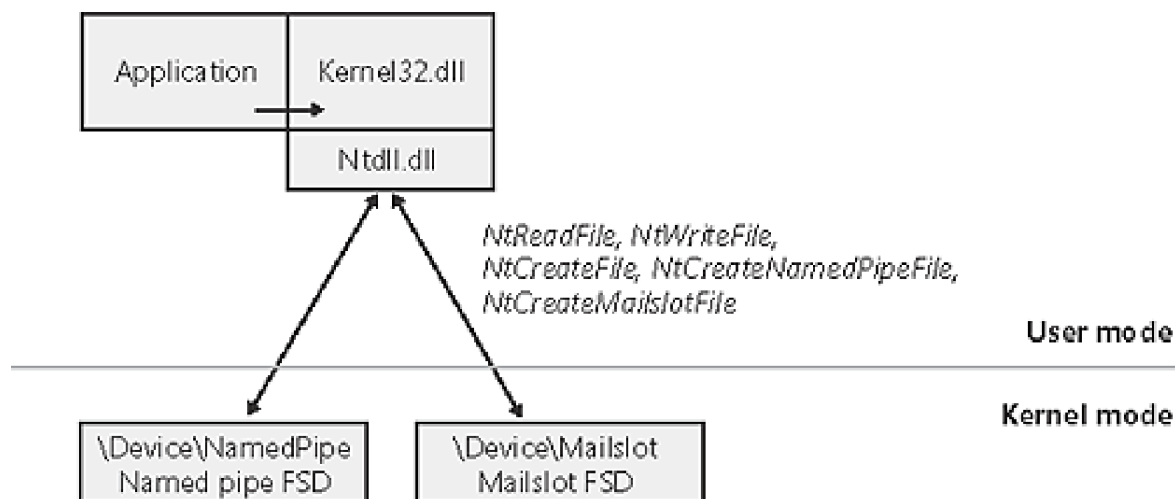 Application
Kernel32.dll
Ntdll.dll
NtReadFile, NtWriteFile,
NtCreateFile, NtCreateNamedPipeFile,
NtCreateMailslotFile
User mode
Kernel mode
\Device\NamedPipe
Named pipe FSD
\Device\Mailslot
Mailslot FSD